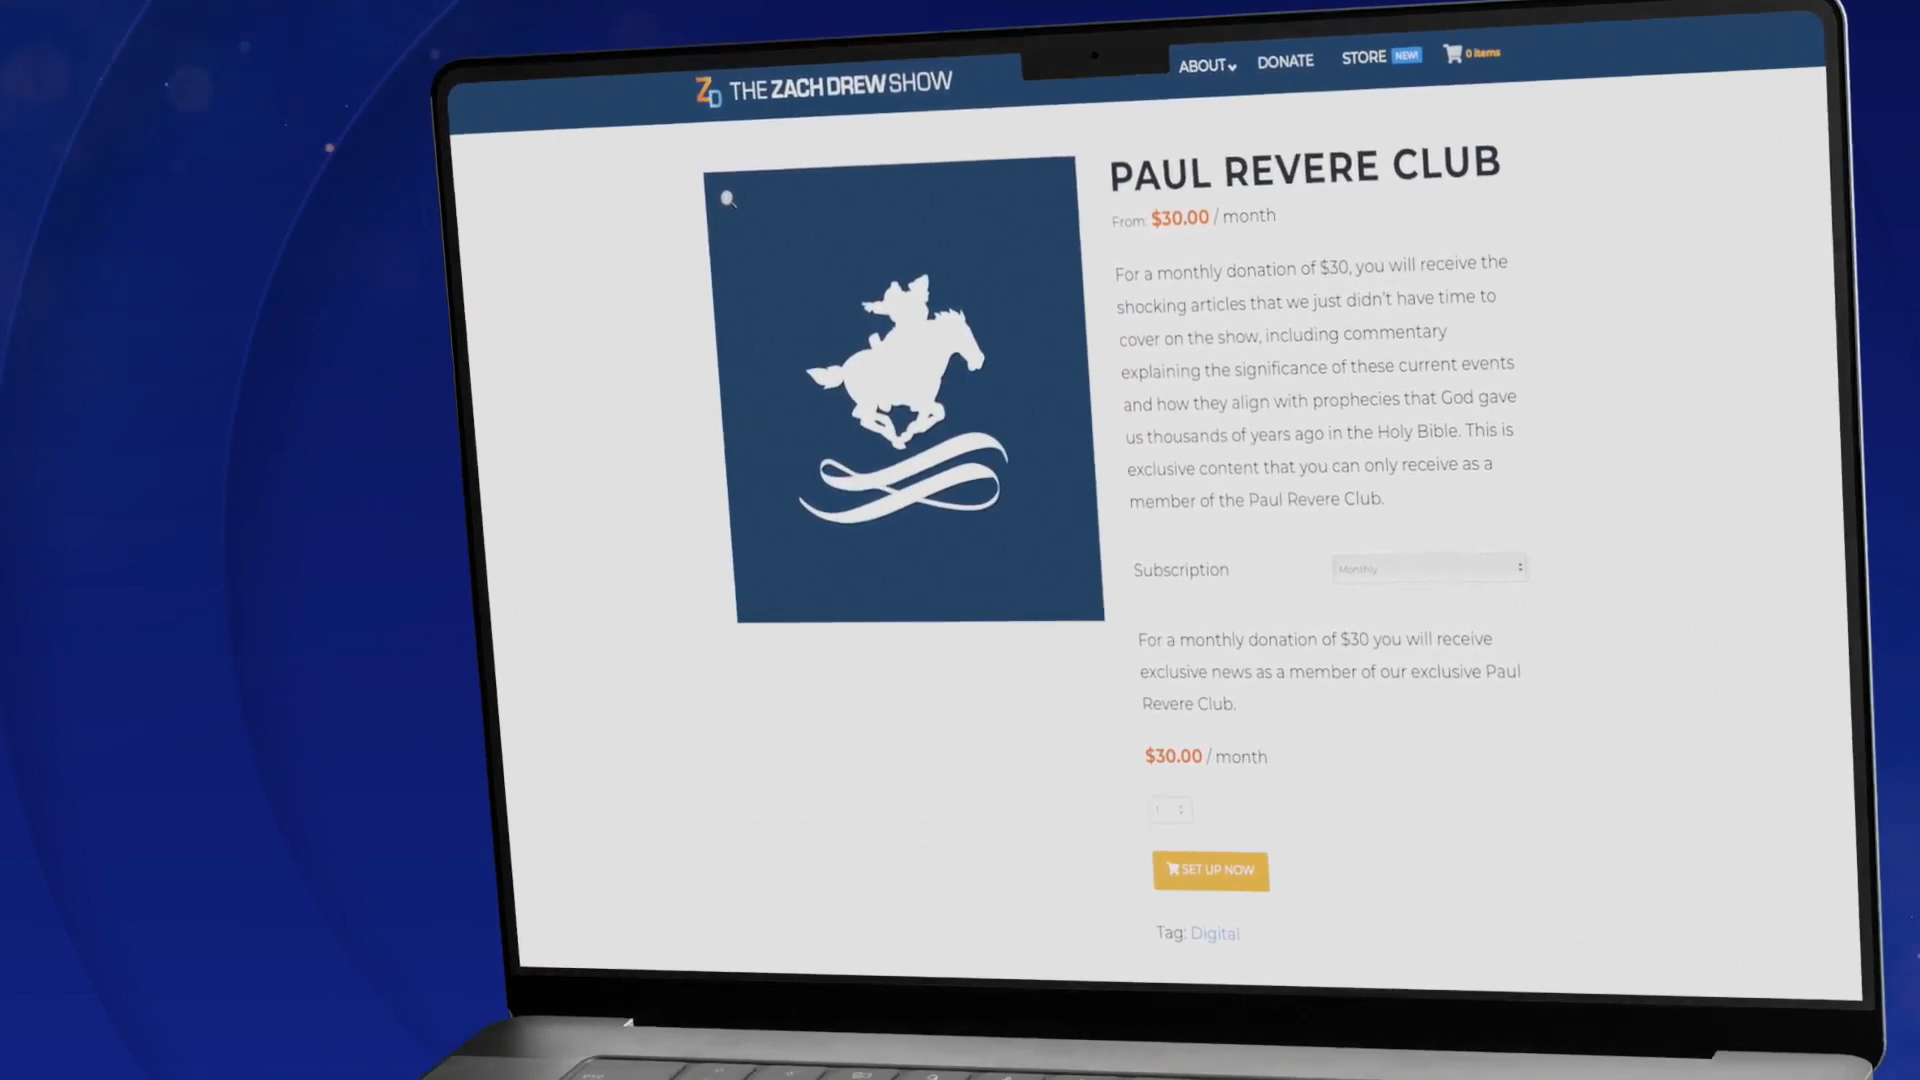 ZD THE ZACH DREW SHOW
ABOUT DONATE STORE NEW! 0 items
PAUL REVERE CLUB
From: $30.00 / month
For a monthly donation of $30, you will receive the
shocking articles that we just didn't have time to
cover on the show, including commentary
explaining the significance of these current events
and how they align with prophecies that God gave
us thousands of years ago in the Holy Bible. This is
exclusive content that you can only receive as a
member of the Paul Revere Club.
Subscription Monthly
For a monthly donation of $30 you will receive
exclusive news as a member of our exclusive Paul
Revere Club.
$30.00 / month
1
SET UP NOW
Tag: Digital